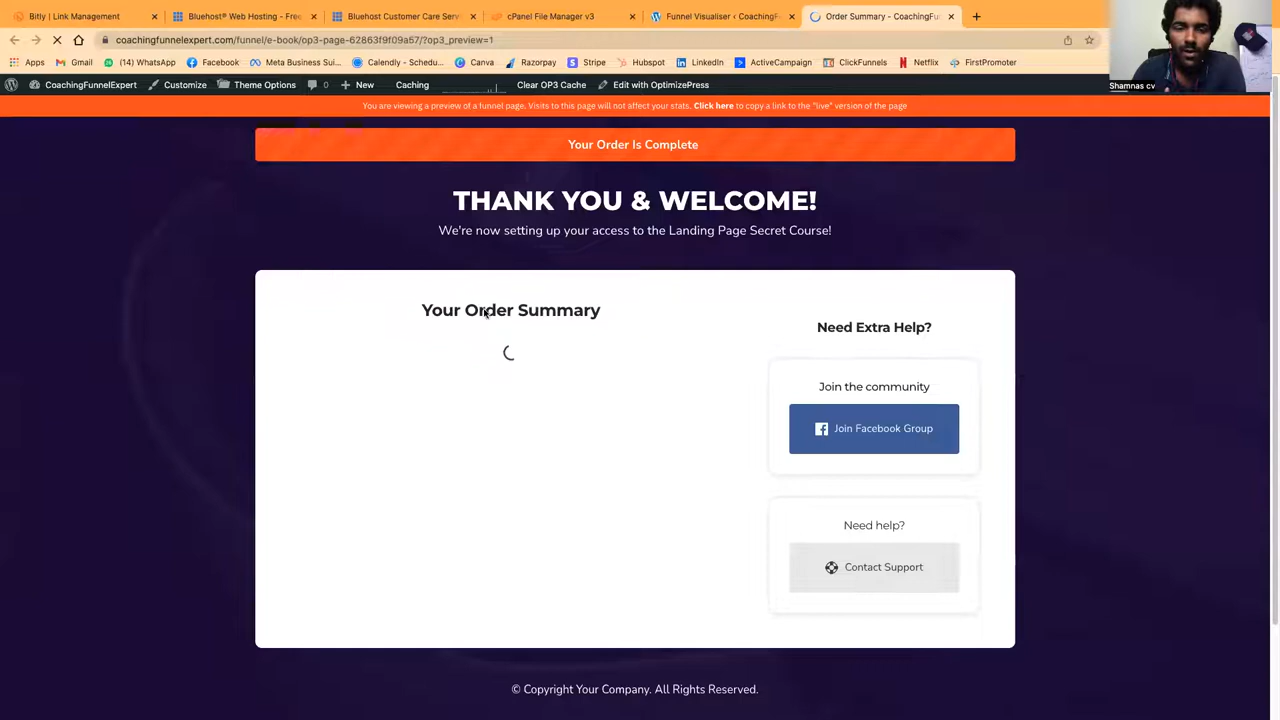 Bitly | Link Management
Bluehost® Web Hosting - Free
Bluehost Customer Care Serv
cPanel File Manager v3
Funnel Visualiser ‹ CoachingF
Order Summary - CoachingFu
coachingfunnelexpert.com/funnel/e-book/op3-page-62863f9f09a57/?op3_preview=1
Apps
Gmail
(14) WhatsApp
Facebook
Meta Business Sui...
Calendly - Schedu...
Canva
Razorpay
Stripe
Hubspot
LinkedIn
ActiveCampaign
ClickFunnels
Netflix
FirstPromoter
CoachingFunnelExpert
Customize
Theme Options
0
New
Caching
Clear OP3 Cache
Edit with OptimizePress
Shamnas cv
You are viewing a preview of a funnel page. Visits to this page will not affect your stats. Click here to copy a link to the "live" version of the page
Your Order Is Complete
THANK YOU & WELCOME!
We're now setting up your access to the Landing Page Secret Course!
Your Order Summary
Need Extra Help?
Join the community
Join Facebook Group
Need help?
Contact Support
© Copyright Your Company. All Rights Reserved.